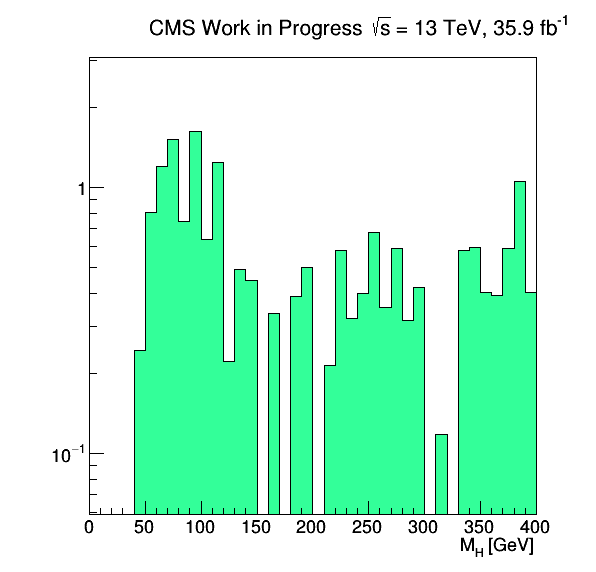 CMS Work in Progress √s = 13 TeV, 35.9 fb⁻¹
1
10⁻¹
0 50 100 150 200 250 300 350 400
M_H [GeV]